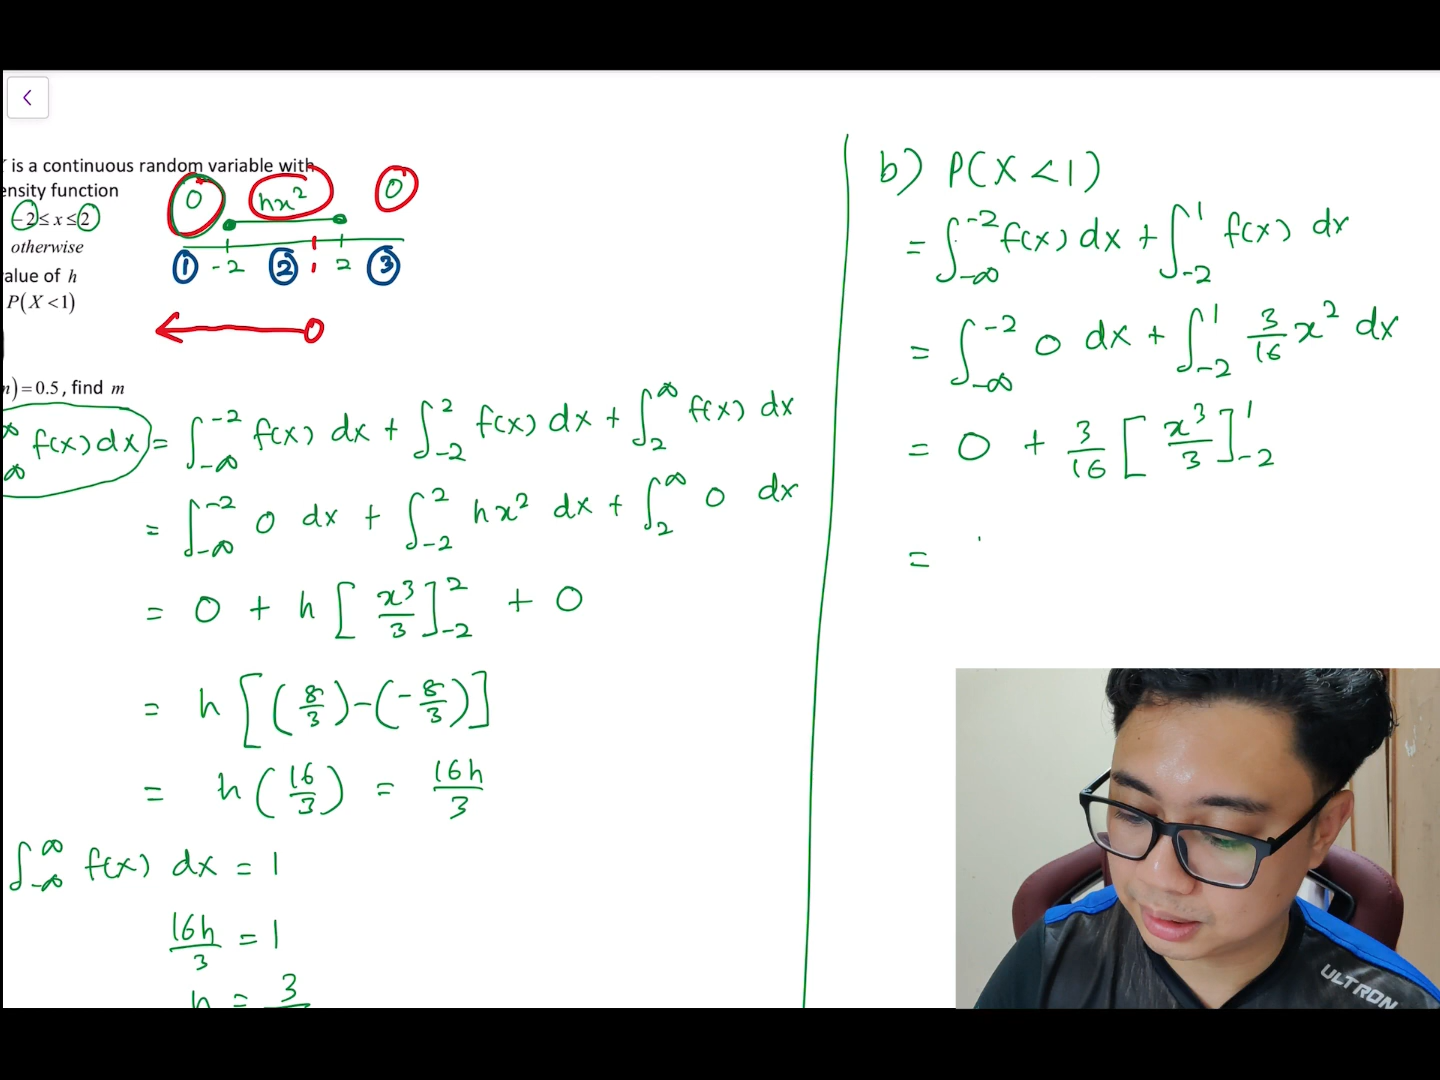 is a continuous random variable with
ensity function
-2 ≤ x ≤ 2
otherwise
alue of h
P(X < 1)
) = 0.5, find m
0 hx² 0
① -2 ② 2 ③
∞∫∞ f(x) dx = ∫_{-∞}^{-2} f(x) dx + ∫_{-2}^{2} f(x) dx + ∫_{2}^{∞} f(x) dx
= ∫_{-∞}^{-2} 0 dx + ∫_{-2}^{2} hx² dx + ∫_{2}^{∞} 0 dx
= 0 + h [ x³/3 ]_{-2}^{2} + 0
= h [ (8/3) - (-8/3) ]
= h (16/3) = 16h/3
∫_{-∞}^{∞} f(x) dx = 1
16h/3 = 1
h = 3
b) P(X < 1)
= ∫_{-∞}^{-2} f(x) dx + ∫_{-2}^{1} f(x) dx
= ∫_{-∞}^{-2} 0 dx + ∫_{-2}^{1} 3/16 x² dx
= 0 + 3/16 [ x³/3 ]_{-2}^{1}
=
ULTRON